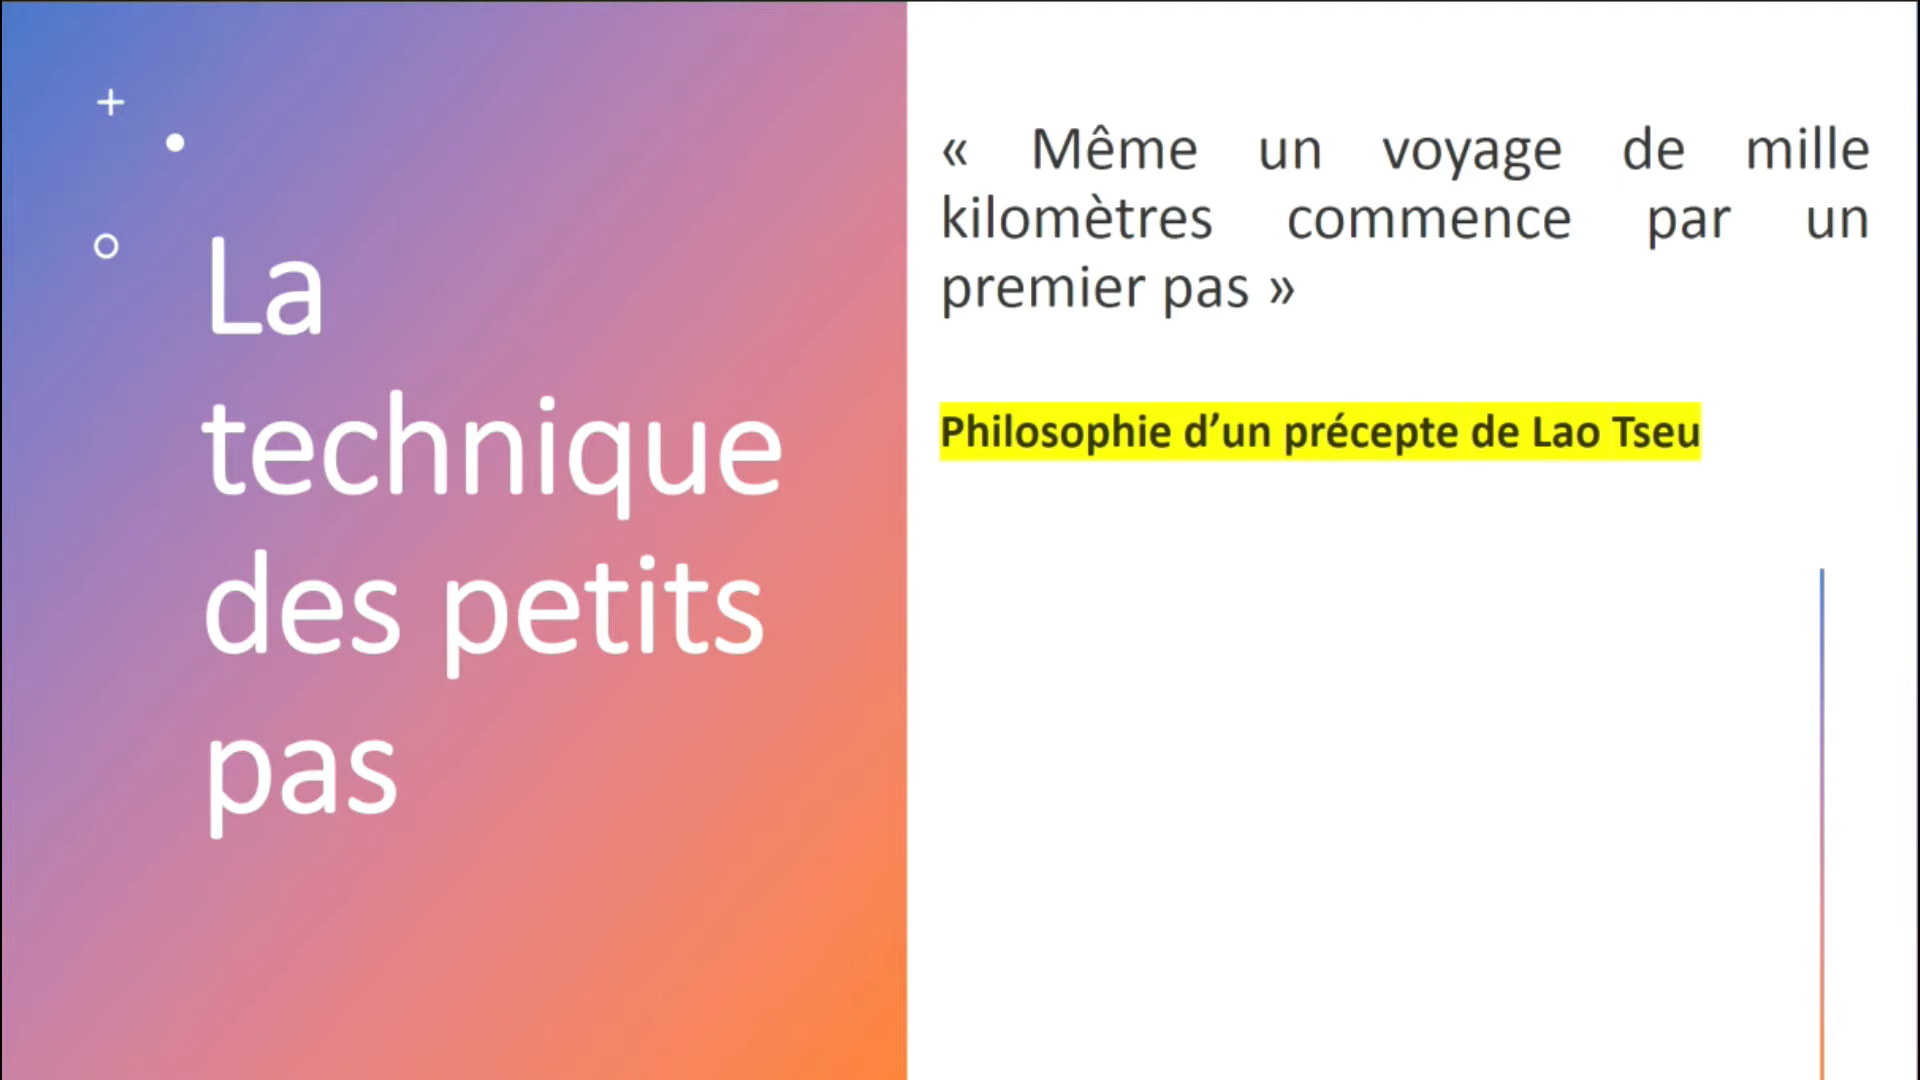 La
technique
des petits
pas
« Même un voyage de mille
kilomètres commence par un
premier pas »
Philosophie d’un précepte de Lao Tseu